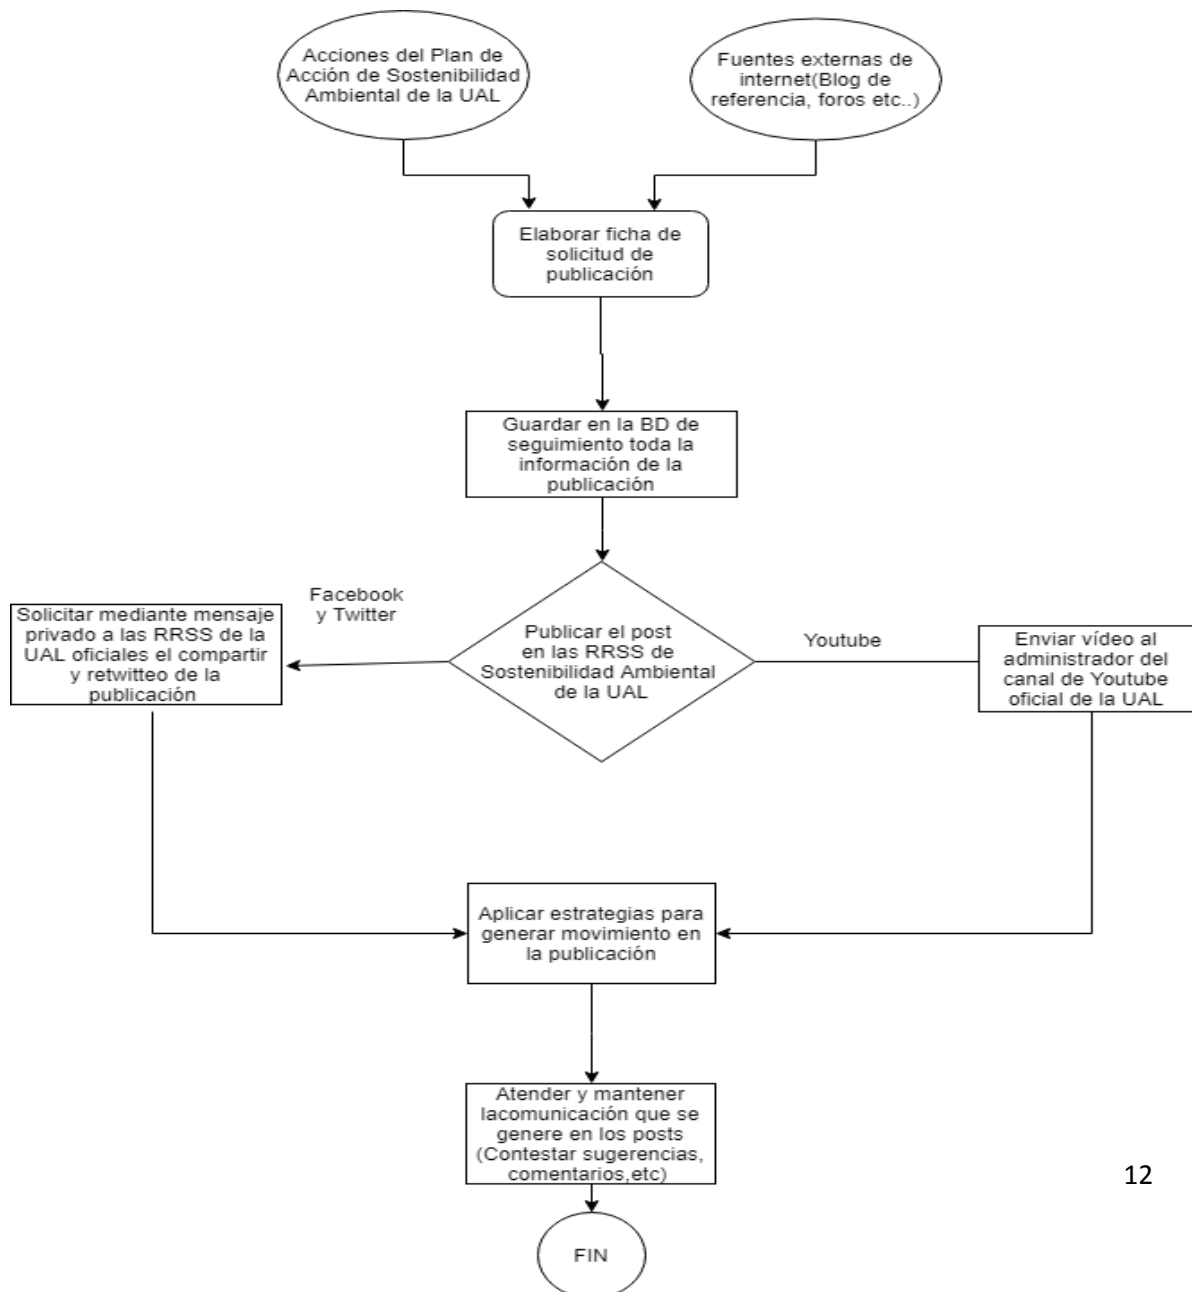 Acciones del Plan de
Acción de Sostenibilidad
Ambiental de la UAL
Fuentes externas de
internet(Blog de
referencia, foros etc..)
Elaborar ficha de
solicitud de
publicación
Guardar en la BD de
seguimiento toda la
información de la
publicación
Facebook
y Twitter
Solicitar mediante mensaje
privado a las RRSS de la
UAL oficiales el compartir
y retwitteo de la
publicación
Publicar el post
en las RRSS de
Sostenibilidad Ambiental
de la UAL
Youtube
Enviar vídeo al
administrador del
canal de Youtube
oficial de la UAL
Aplicar estrategias para
generar movimiento en
la publicación
Atender y mantener
lacomunicación que se
genere en los posts
(Contestar sugerencias,
comentarios,etc)
12
FIN